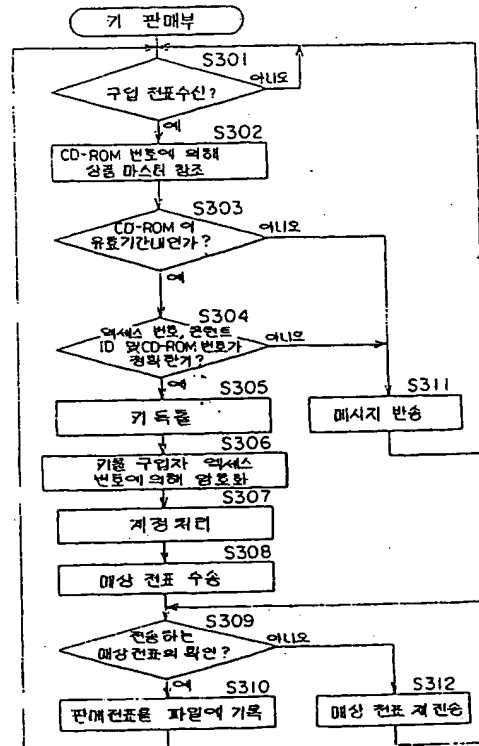 키 판매부
S301
구입 전표수신?
아니오
예
S302
CD-ROM 번호에 의해
상품 마스터 참조
S303
CD-ROM 의
유효기간내인가?
아니오
예
S304
억세스 번호, 콘텐트
ID 및 CD-ROM 번호가
정확한가?
아니오
예
S305
키 독출
S311
메시지 반송
S306
키를 구입자 억세스
번호에 의해 암호화
S307
계정처리
S308
매상 전표 수송
S309
전송하는
매상전표의 확인?
아니오
예
S310
판매전표를 파일에 기록
S312
매상 전표 재전송